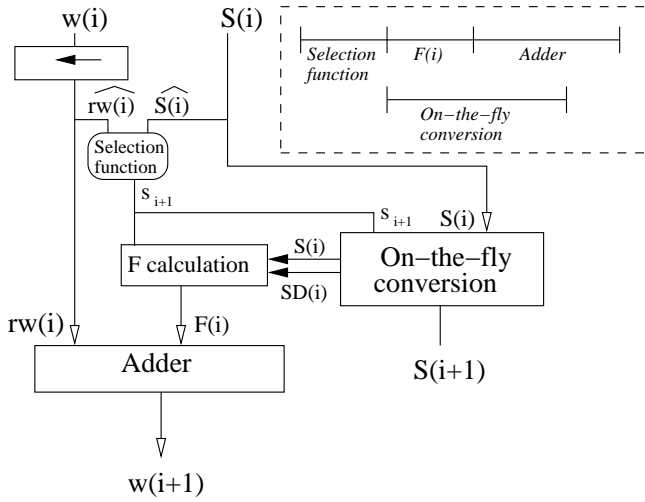 w(i)
S(i)
Selection
function
F(i)
Adder
On−the−fly
conversion
rw(i)
S(i)
Selection
function
s i+1
s i+1
S(i)
F calculation
S(i)
SD(i)
On−the−fly
conversion
rw(i)
F(i)
Adder
S(i+1)
w(i+1)